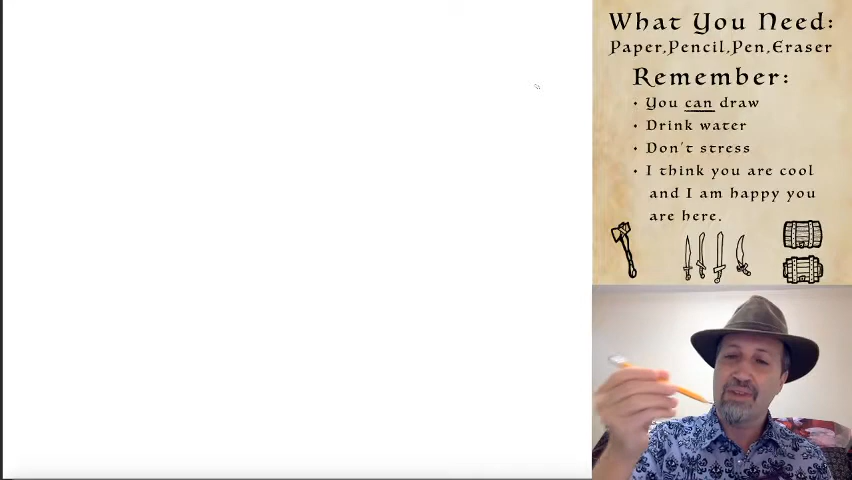 What You Need:
Paper,Pencil,Pen,Eraser
Remember:
• You can draw
• Drink water
• Don't stress
• I think you are cool
and I am happy you
are here.